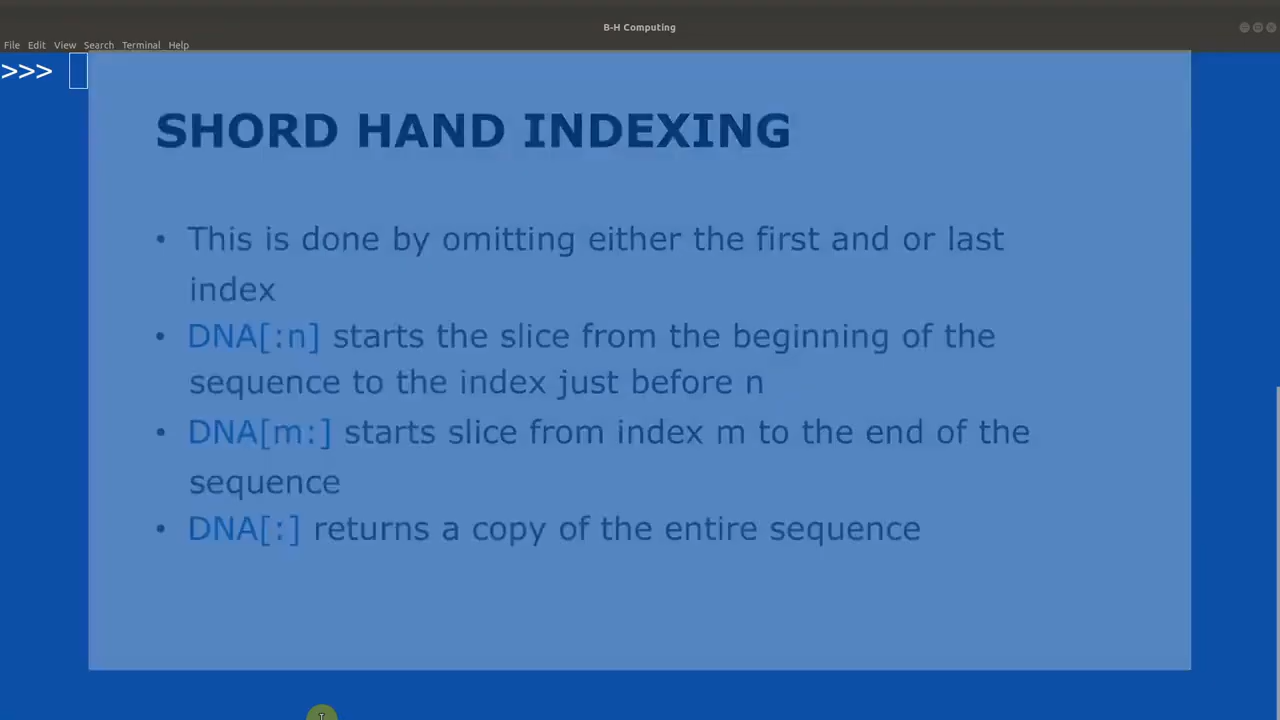 B-H Computing
File Edit View Search Terminal Help
>>>
SHORD HAND INDEXING
• This is done by omitting either the first and or last
index
• DNA[:n] starts the slice from the beginning of the
sequence to the index just before n
• DNA[m:] starts slice from index m to the end of the
sequence
• DNA[:] returns a copy of the entire sequence